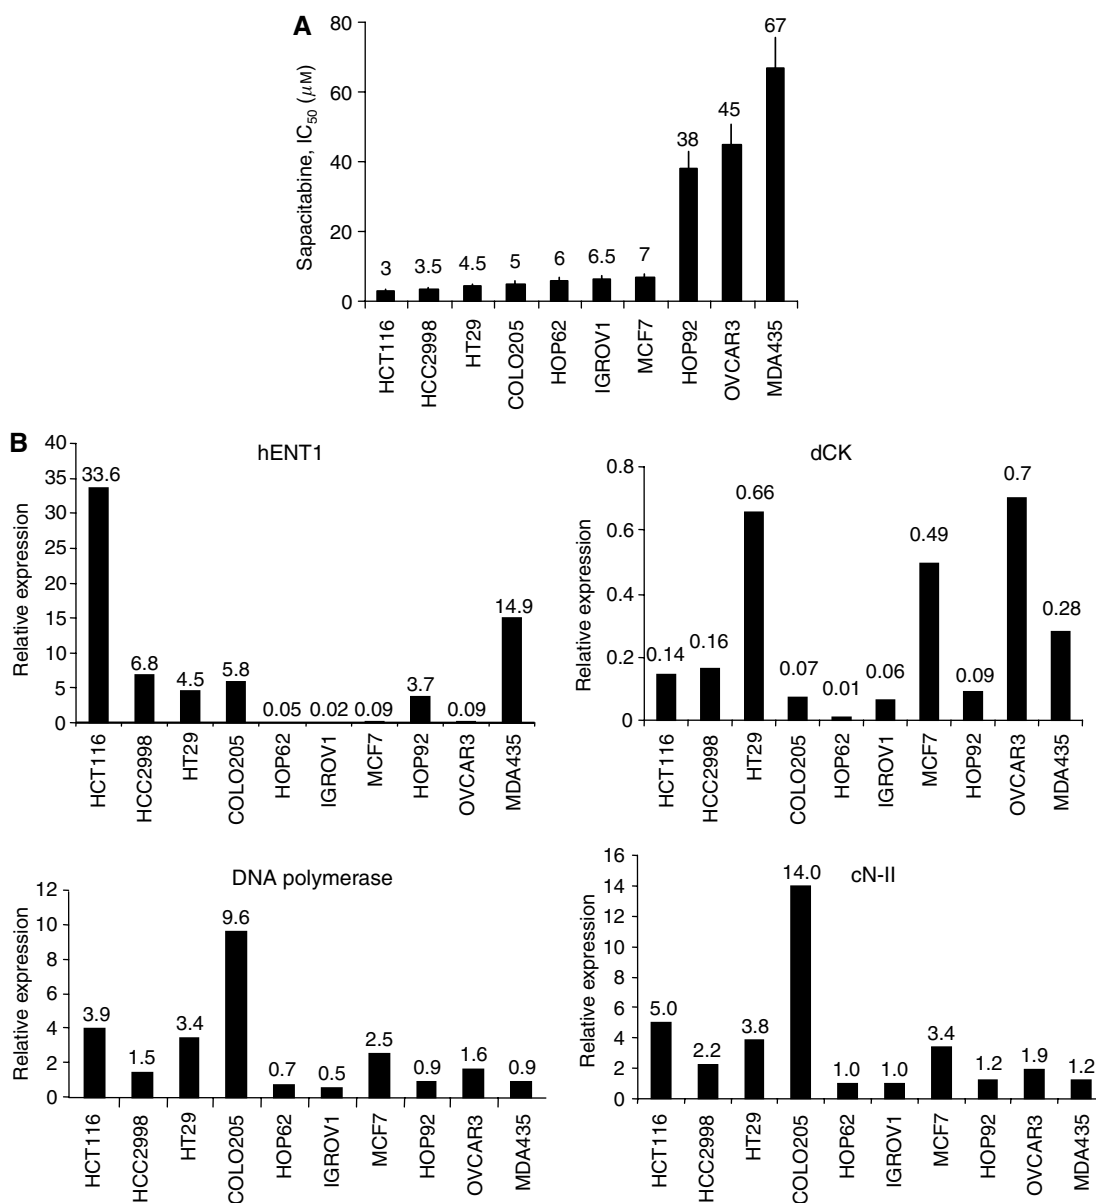 A
Sapacitabine, IC50 (μM)
80
60
40
20
0
3
3.5
4.5
5
6
6.5
7
38
45
67
HCT116
HCC2998
HT29
COLO205
HOP62
IGROV1
MCF7
HOP92
OVCAR3
MDA435
B
hENT1
Relative expression
40
35
30
25
20
15
10
5
0
33.6
6.8
4.5
5.8
0.05
0.02
0.09
3.7
0.09
14.9
HCT116
HCC2998
HT29
COLO205
HOP62
IGROV1
MCF7
HOP92
OVCAR3
MDA435
dCK
Relative expression
0.8
0.6
0.4
0.2
0
0.14
0.16
0.66
0.07
0.01
0.06
0.49
0.09
0.7
0.28
HCT116
HCC2998
HT29
COLO205
HOP62
IGROV1
MCF7
HOP92
OVCAR3
MDA435
DNA polymerase
Relative expression
12
10
8
6
4
2
0
3.9
1.5
3.4
9.6
0.7
0.5
2.5
0.9
1.6
0.9
HCT116
HCC2998
HT29
COLO205
HOP62
IGROV1
MCF7
HOP92
OVCAR3
MDA435
cN-II
Relative expression
16
14
12
10
8
6
4
2
0
5.0
2.2
3.8
14.0
1.0
1.0
3.4
1.2
1.9
1.2
HCT116
HCC2998
HT29
COLO205
HOP62
IGROV1
MCF7
HOP92
OVCAR3
MDA435